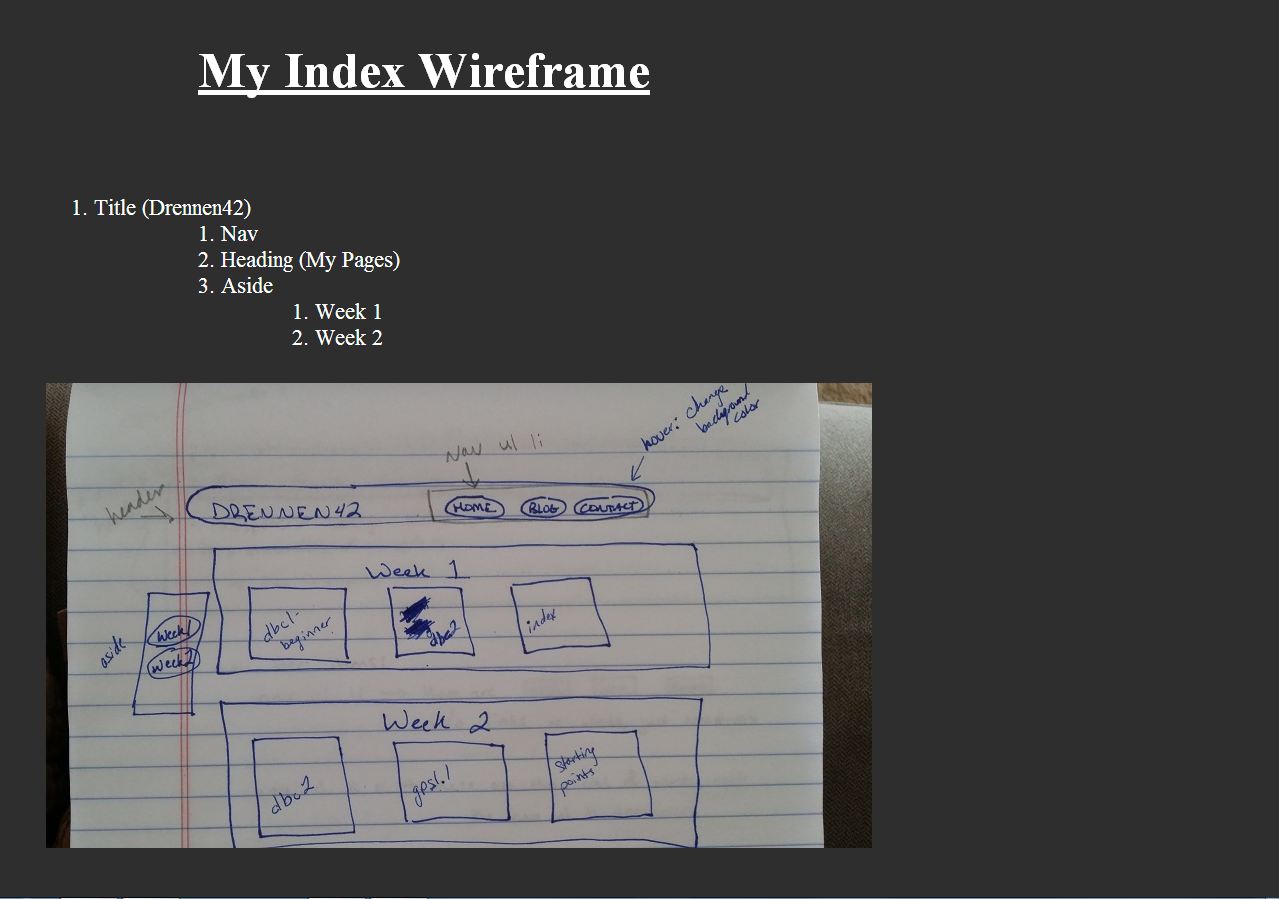 My Index Wireframe
1. Title (Drennen42)
1. Nav
2. Heading (My Pages)
3. Aside
1. Week 1
2. Week 2
hover: change
background
color
Nav ul li
header
DRENNEN42 HOME BLOG CONTACT
Week 1
dbc1-
beginner
dbc2
index
aside
Week1
Week2
Week 2
dbc2
gps1.1
starting
points